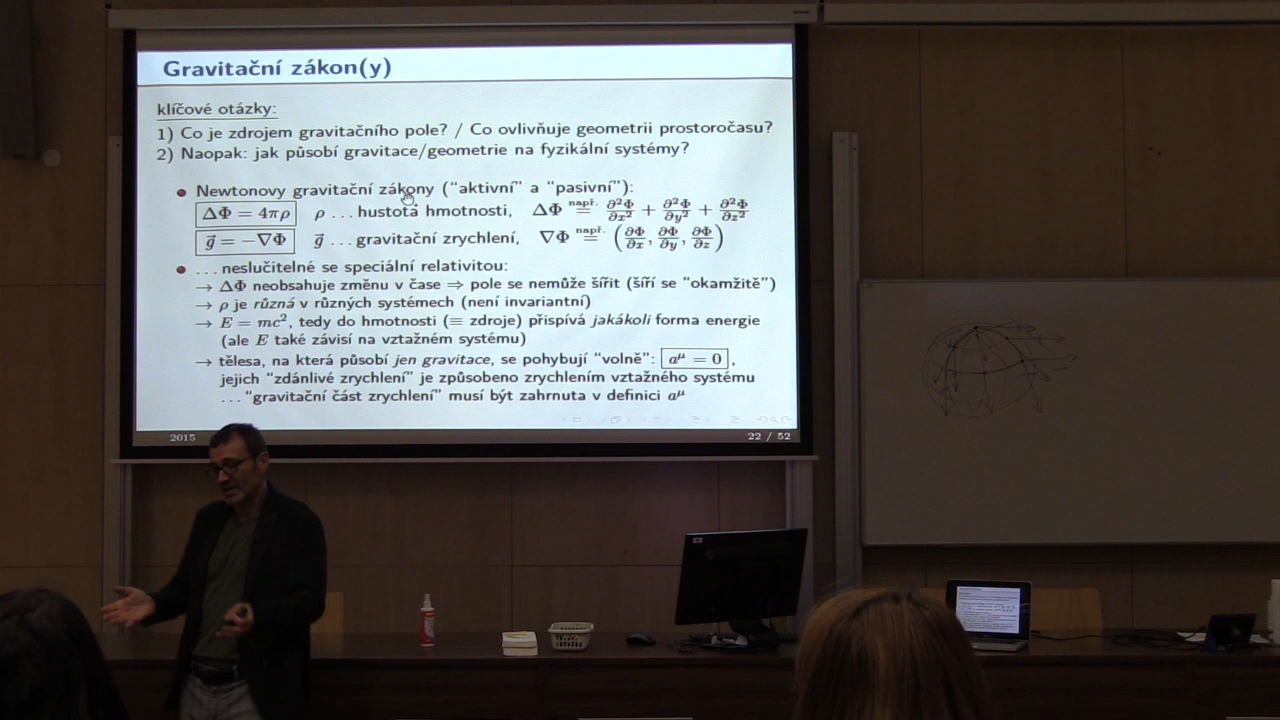 Gravitační zákon(y)
klíčové otázky:
1) Co je zdrojem gravitačního pole? / Co ovlivňuje geometrii prostoročasu?
2) Naopak: jak působí gravitace/geometrie na fyzikální systémy?
• Newtonovy gravitační zákony (“aktivní” a “pasivní”):
ΔΦ = 4πρ ρ ... hustota hmotnosti, ΔΦ =(např.) ∂²Φ/∂x² + ∂²Φ/∂y² + ∂²Φ/∂z²
g⃗ = −∇Φ g⃗ ... gravitační zrychlení, ∇Φ =(např.) (∂Φ/∂x, ∂Φ/∂y, ∂Φ/∂z)
• ... neslučitelné se speciální relativitou:
→ ΔΦ neobsahuje změnu v čase ⇒ pole se nemůže šířit (šíří se “okamžitě”)
→ ρ je různá v různých systémech (není invariantní)
→ E = mc², tedy do hmotnosti (≡ zdroje) přispívá jakákoli forma energie
(ale E také závisí na vztažném systému)
→ tělesa, na která působí jen gravitace, se pohybují “volně”: a^μ = 0 ,
jejich “zdánlivé zrychlení” je způsobeno zrychlením vztažného systému
... “gravitační část zrychlení” musí být zahrnuta v definici a^μ
2015 22 / 52